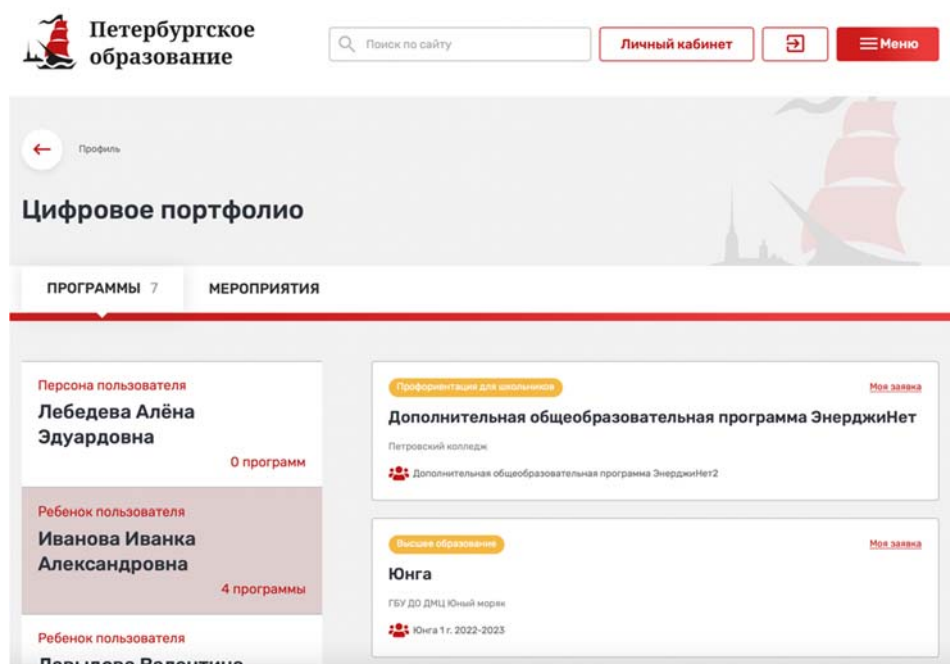 Петербургское
образование
Поиск по сайту
Личный кабинет
Меню
Профиль
Цифровое портфолио
ПРОГРАММЫ 7
МЕРОПРИЯТИЯ
Персона пользователя
Лебедева Алёна
Эдуардовна
0 программ
Ребенок пользователя
Иванова Иванка
Александровна
4 программы
Ребенок пользователя
Профориентация для школьников
Моя заявка
Дополнительная общеобразовательная программа ЭнерджиНет
Петровский колледж
Дополнительная общеобразовательная программа ЭнерджиНет2
Высшее образование
Моя заявка
Юнга
ГБУ ДО ДМЦ Юный моряк
Юнга 1 г. 2022-2023